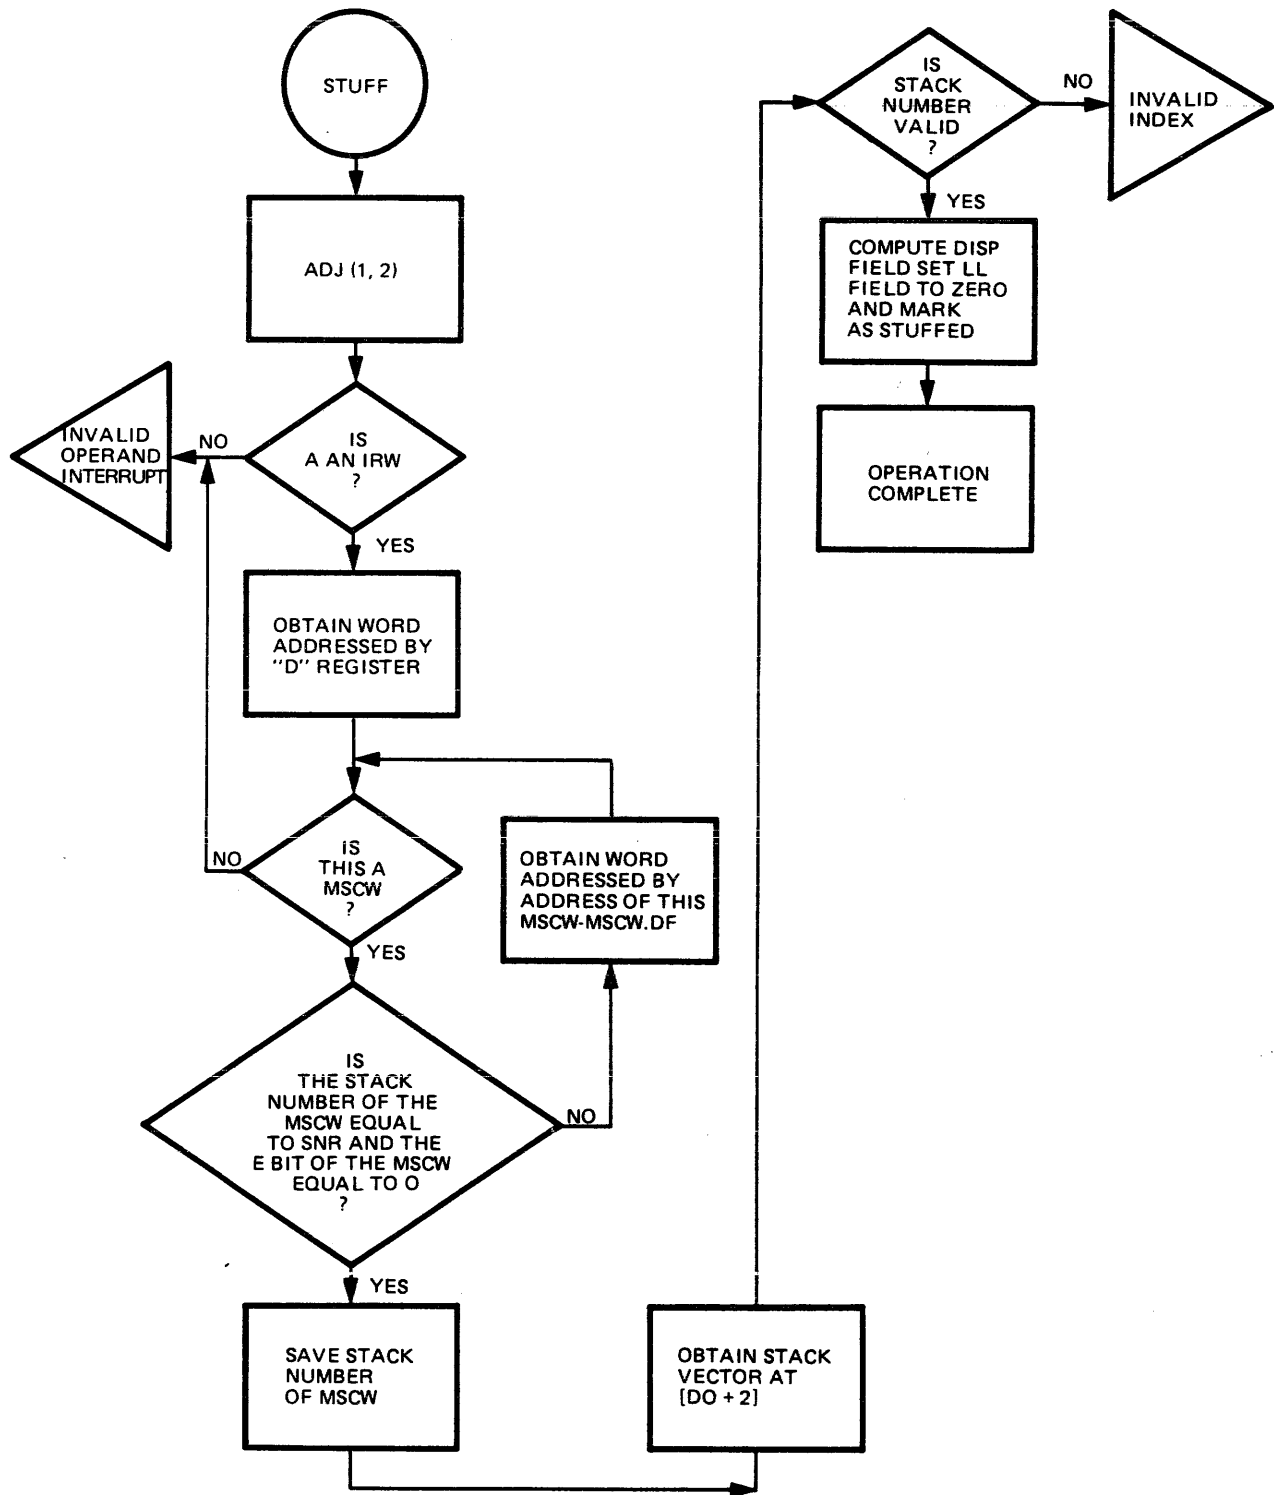 STUFF
ADJ (1, 2)
IS
A AN IRW
?
NO
INVALID
OPERAND
INTERRUPT
YES
OBTAIN WORD
ADDRESSED BY
"D" REGISTER
IS
THIS A
MSCW
?
NO
YES
OBTAIN WORD
ADDRESSED BY
ADDRESS OF THIS
MSCW-MSCW.DF
IS
THE STACK
NUMBER OF THE
MSCW EQUAL
TO SNR AND THE
E BIT OF THE MSCW
EQUAL TO O
?
NO
YES
SAVE STACK
NUMBER
OF MSCW
OBTAIN STACK
VECTOR AT
[DO + 2]
IS
STACK
NUMBER
VALID
?
NO
INVALID
INDEX
YES
COMPUTE DISP
FIELD SET LL
FIELD TO ZERO
AND MARK
AS STUFFED
OPERATION
COMPLETE